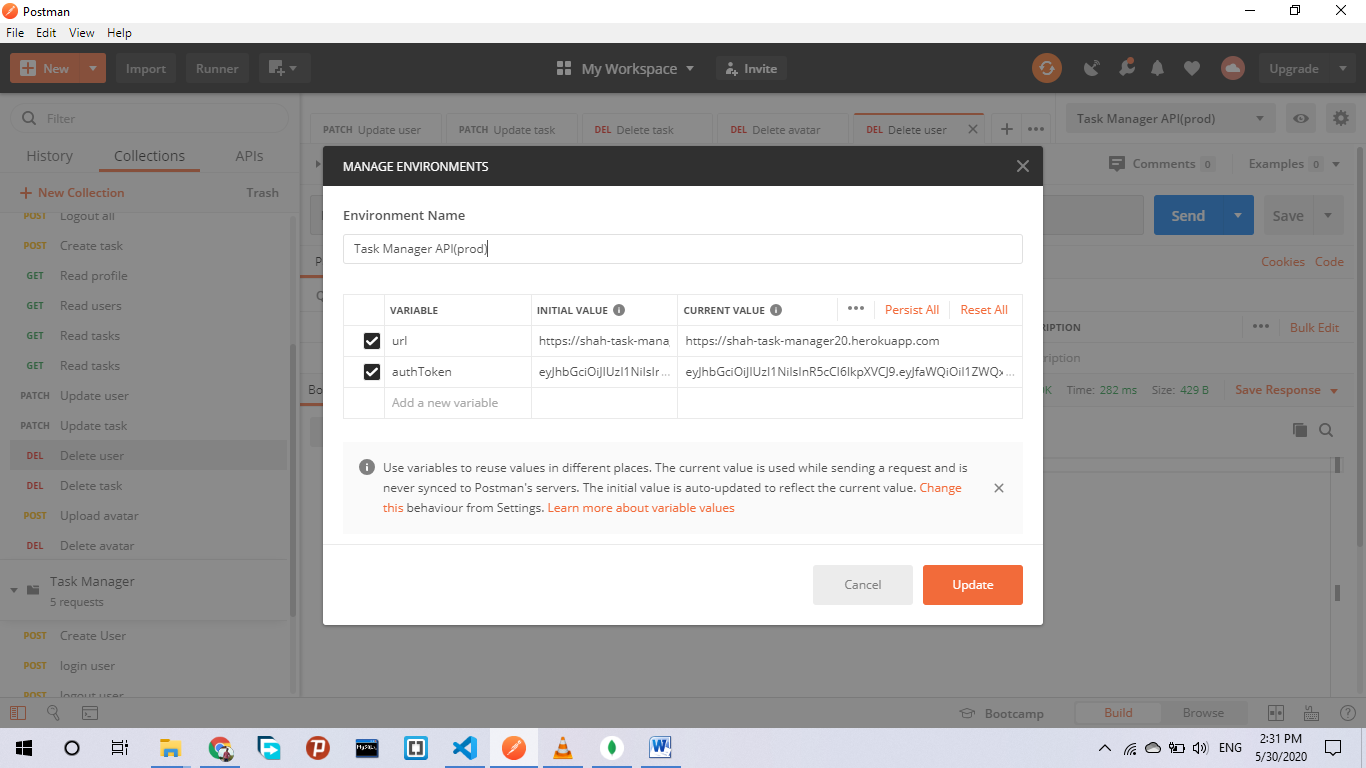 Postman
File Edit View Help
New Import Runner My Workspace Invite Upgrade
Filter
History Collections APIs
New Collection Trash
Logout all
POST Create task
GET Read profile
GET Read users
GET Read tasks
GET Read tasks
PATCH Update user
PATCH Update task
DEL Delete user
DEL Delete task
POST Upload avatar
DEL Delete avatar
Task Manager
5 requests
POST Create User
POST login user
POST logout user
PATCH Update user PATCH Update task DEL Delete task DEL Delete avatar DEL Delete user
Task Manager API(prod)
Comments 0 Examples 0
Send Save
Cookies Code
RIPTION Bulk Edit
ription
Bo
Time: 282 ms Size: 429 B Save Response
MANAGE ENVIRONMENTS
Environment Name
Task Manager API(prod)
VARIABLE INITIAL VALUE CURRENT VALUE Persist All Reset All
url https://shah-task-mana https://shah-task-manager20.herokuapp.com
authToken eyJhbGciOiJIUzI1NiIsIr... eyJhbGciOiJIUzI1NiIsInR5cCI6IkpXVCJ9.eyJfaWQiOiI1ZWQx...
Add a new variable
Use variables to reuse values in different places. The current value is used while sending a request and is
never synced to Postman's servers. The initial value is auto-updated to reflect the current value. Change
this behaviour from Settings. Learn more about variable values
Cancel Update
Bootcamp Build Browse
ENG 2:31 PM
5/30/2020